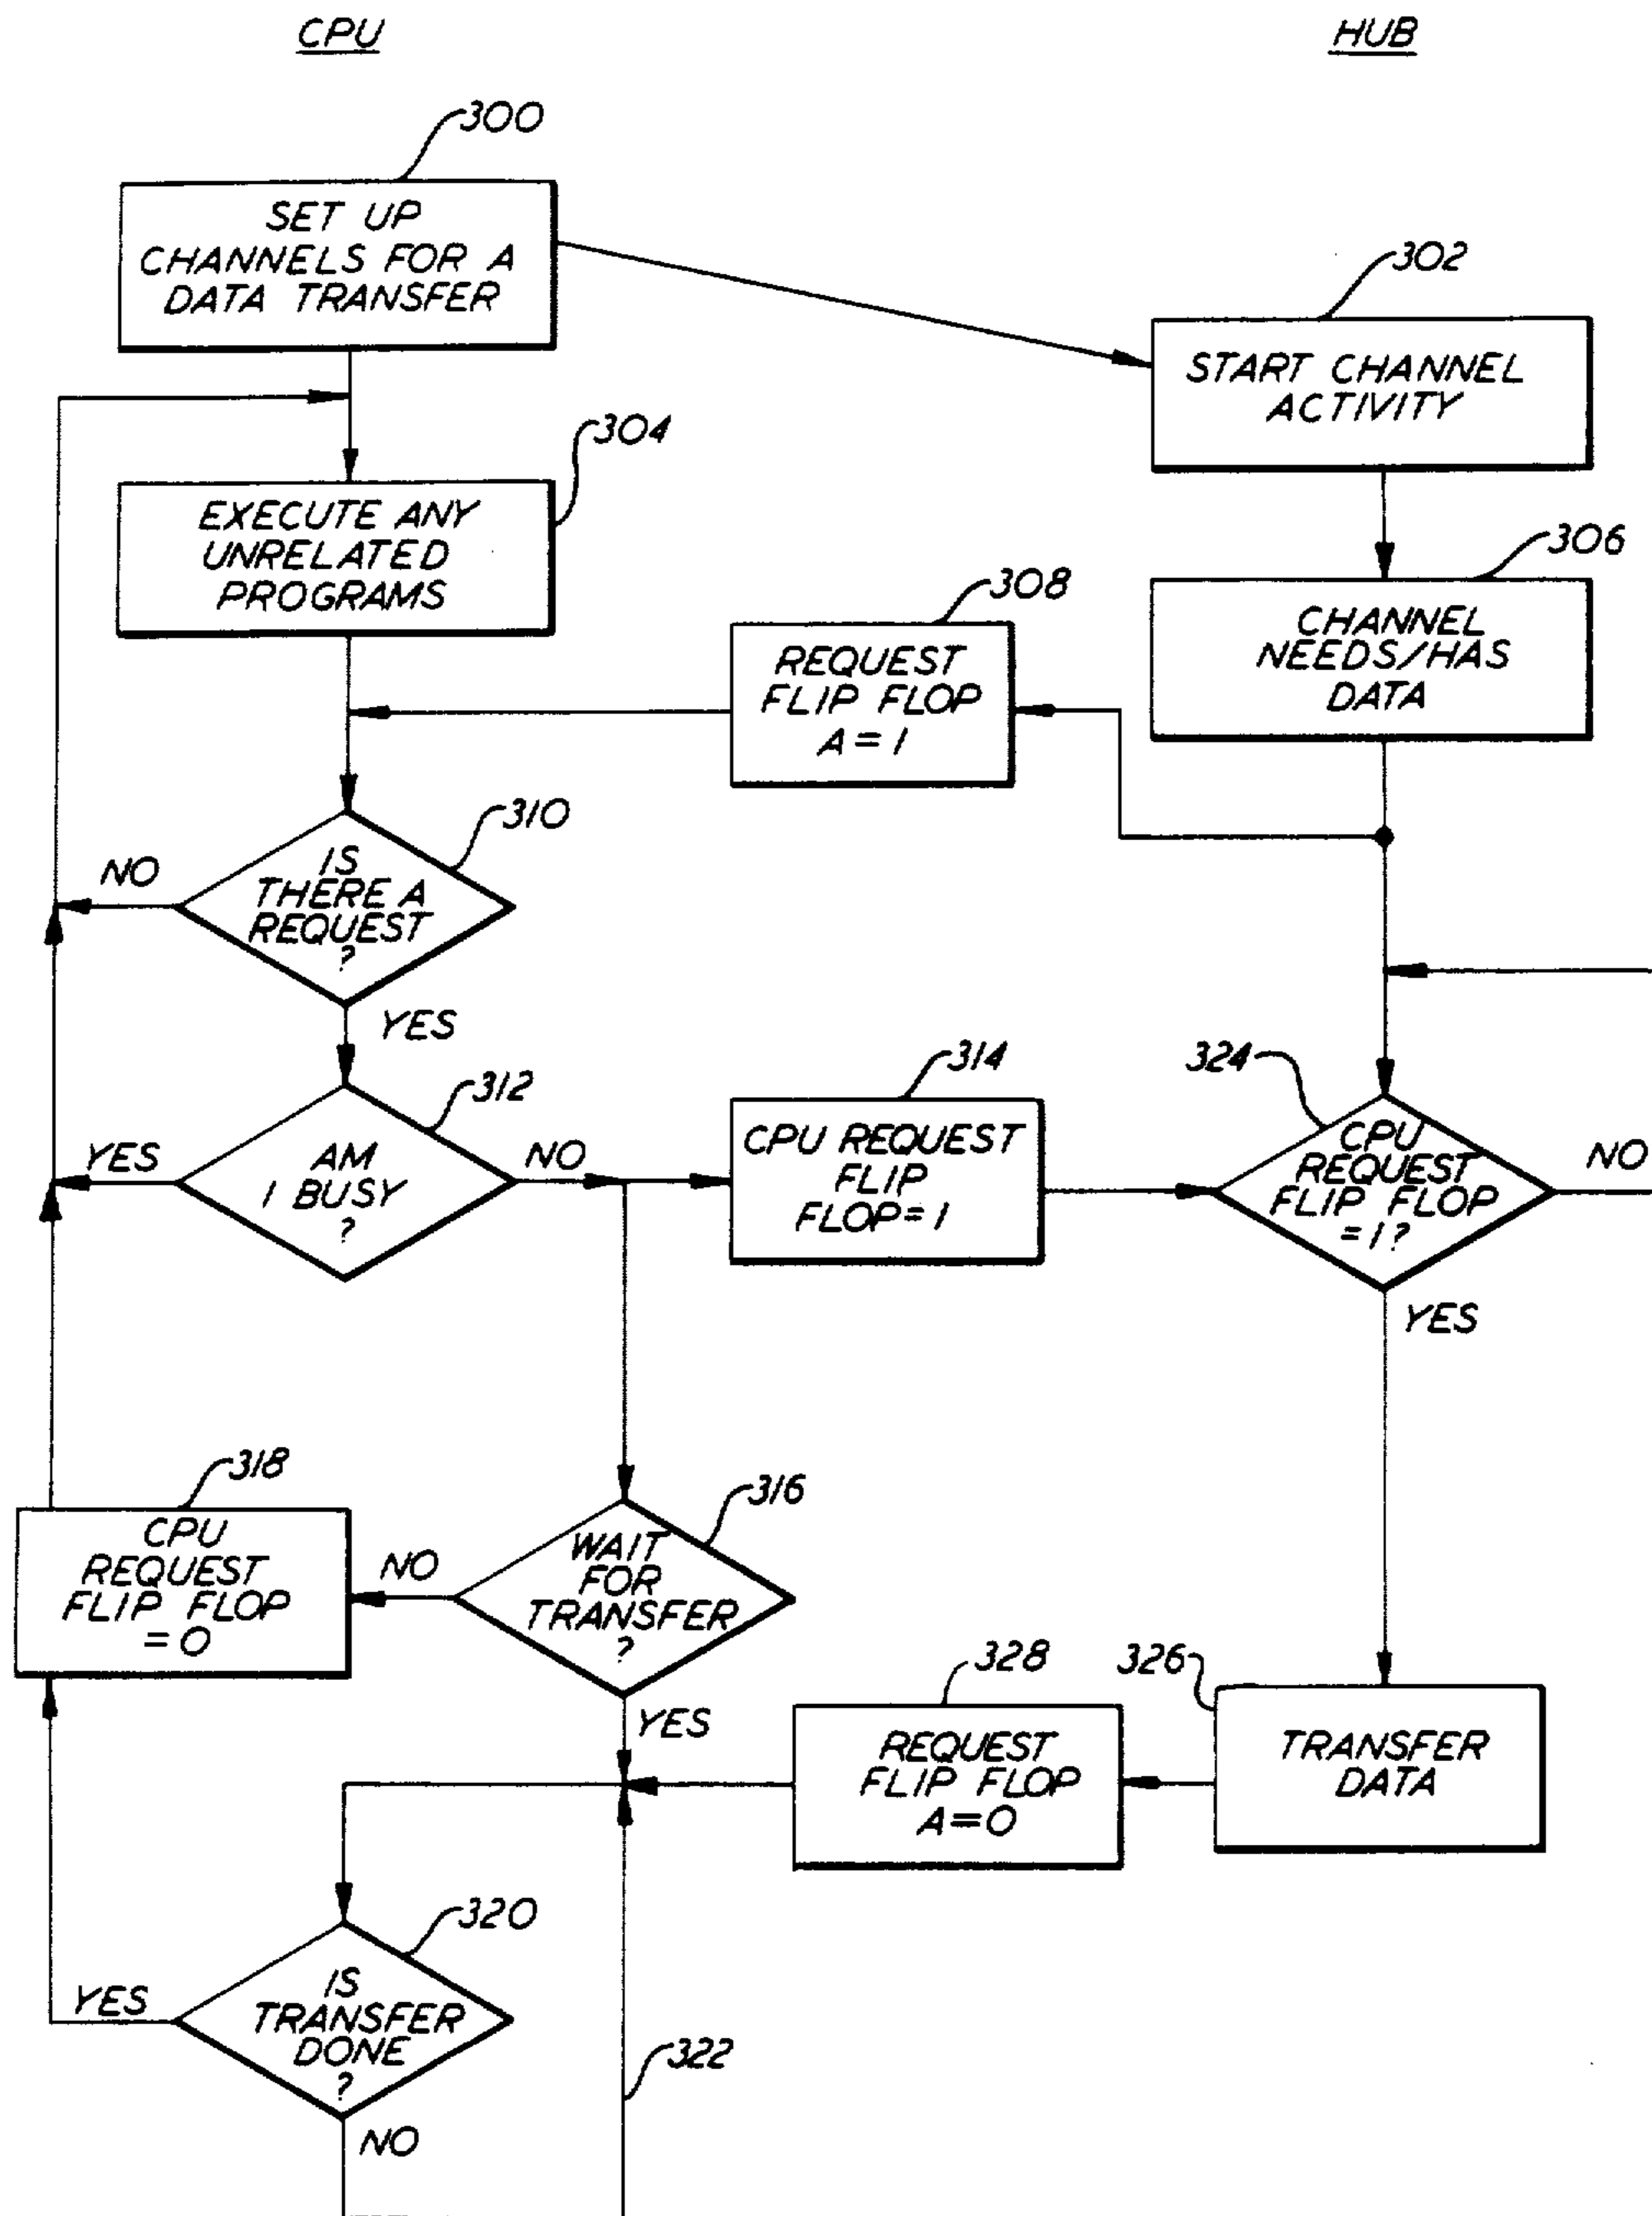 CPU
HUB
300
SET UP
CHANNELS FOR A
DATA TRANSFER
302
START CHANNEL
ACTIVITY
304
EXECUTE ANY
UNRELATED
PROGRAMS
306
CHANNEL
NEEDS/HAS
DATA
308
REQUEST
FLIP FLOP
A=1
310
IS
THERE A
REQUEST
?
NO
YES
312
AM
I BUSY
?
YES
NO
314
CPU REQUEST
FLIP
FLOP=1
324
CPU
REQUEST
FLIP FLOP
=1?
NO
YES
318
CPU
REQUEST
FLIP FLOP
=0
316
WAIT
FOR
TRANSFER
?
NO
YES
328
REQUEST
FLIP FLOP
A=0
326
TRANSFER
DATA
320
IS
TRANSFER
DONE
?
YES
NO
322